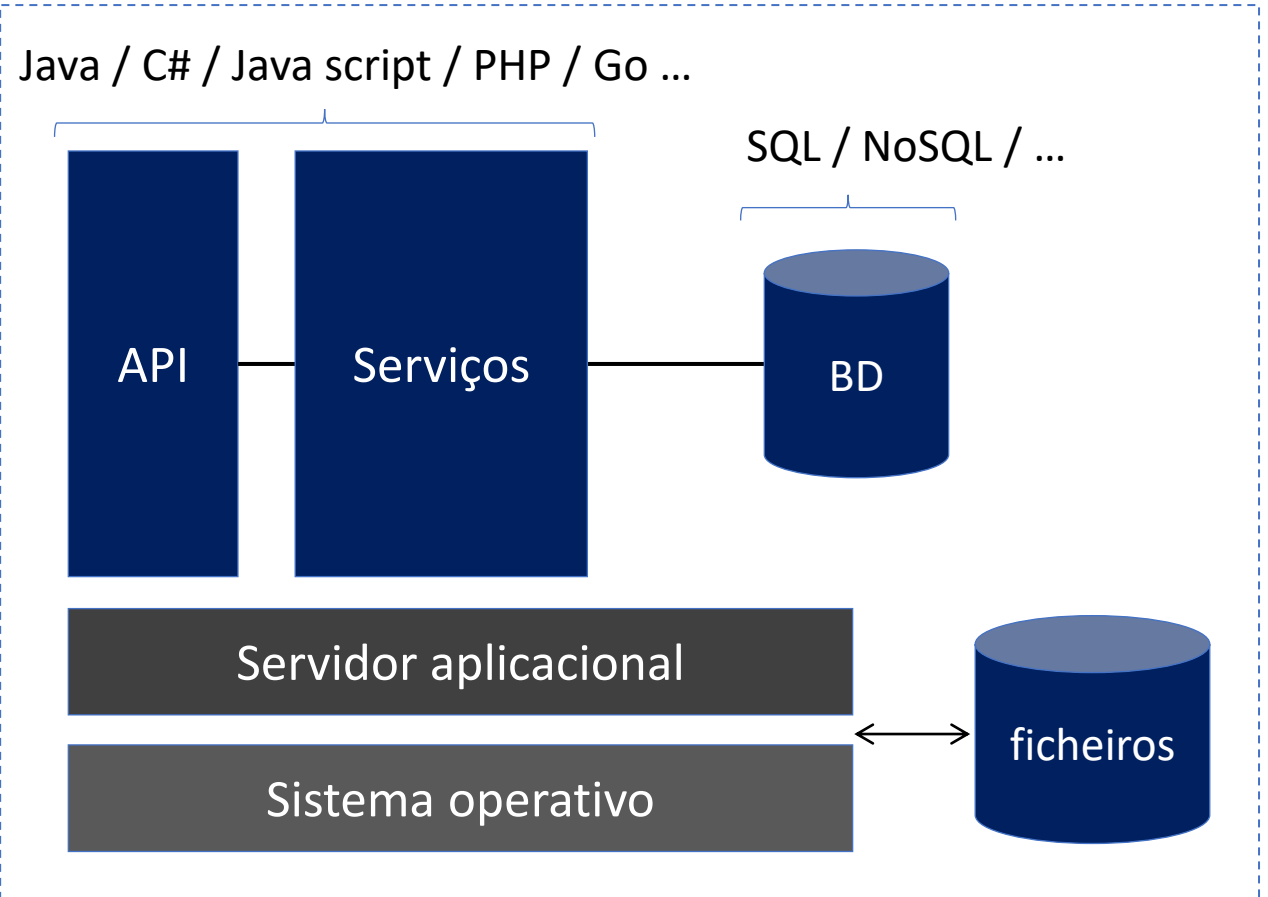 Java / C# / Java script / PHP / Go ...
SQL / NoSQL / ...
API
Serviços
BD
Servidor aplicacional
ficheiros
Sistema operativo